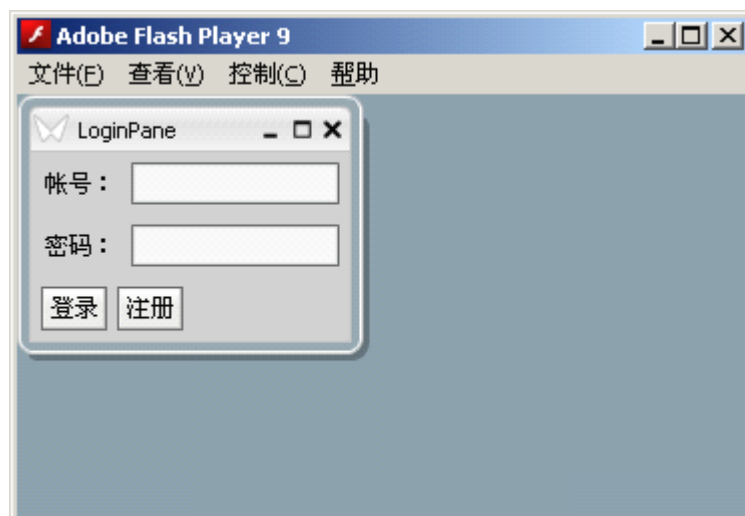 Adobe Flash Player 9
文件(F) 查看(V) 控制(C) 帮助
LoginPane
帐号：
密码：
登录 注册